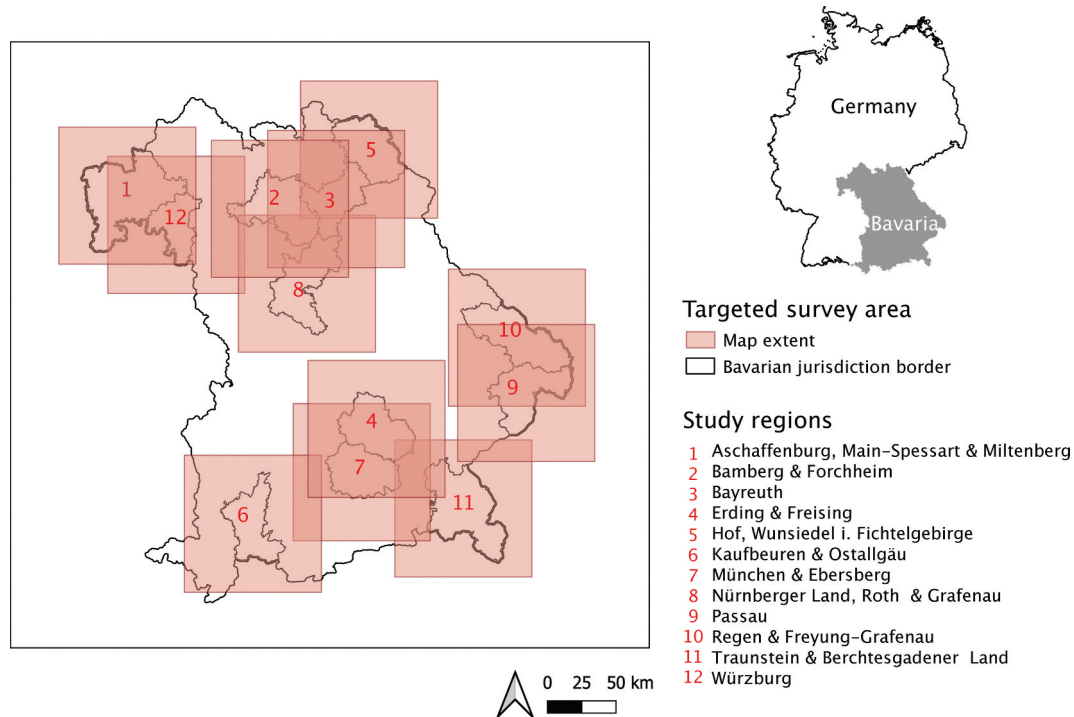 Germany
Bavaria
1
12
2
3
5
8
10
9
4
7
6
11
Targeted survey area
Map extent
Bavarian jurisdiction border
Study regions
1 Aschaffenburg, Main-Spessart & Miltenberg
2 Bamberg & Forchheim
3 Bayreuth
4 Erding & Freising
5 Hof, Wunsiedel i. Fichtelgebirge
6 Kaufbeuren & Ostallgäu
7 München & Ebersberg
8 Nürnberger Land, Roth & Grafenau
9 Passau
10 Regen & Freyung-Grafenau
11 Traunstein & Berchtesgadener Land
12 Würzburg
0 25 50 km